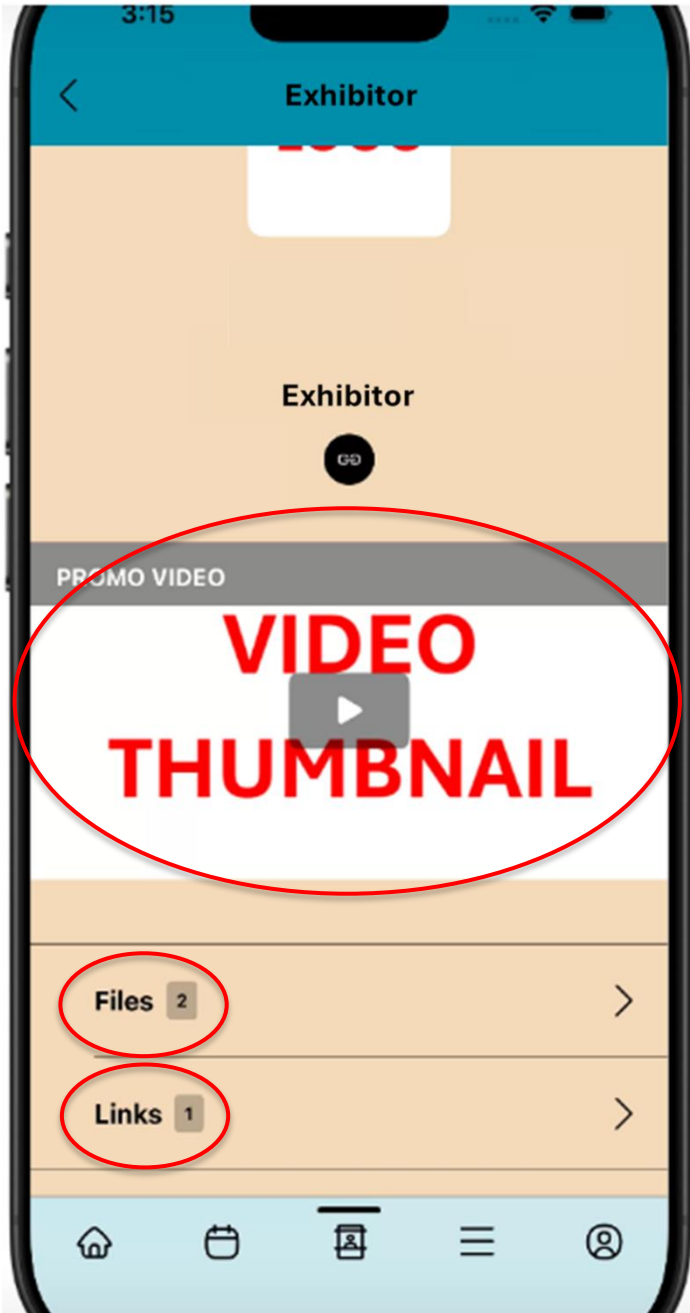 3:15
Exhibitor
Exhibitor
PROMO VIDEO
VIDEO
THUMBNAIL
Files 2
Links 1